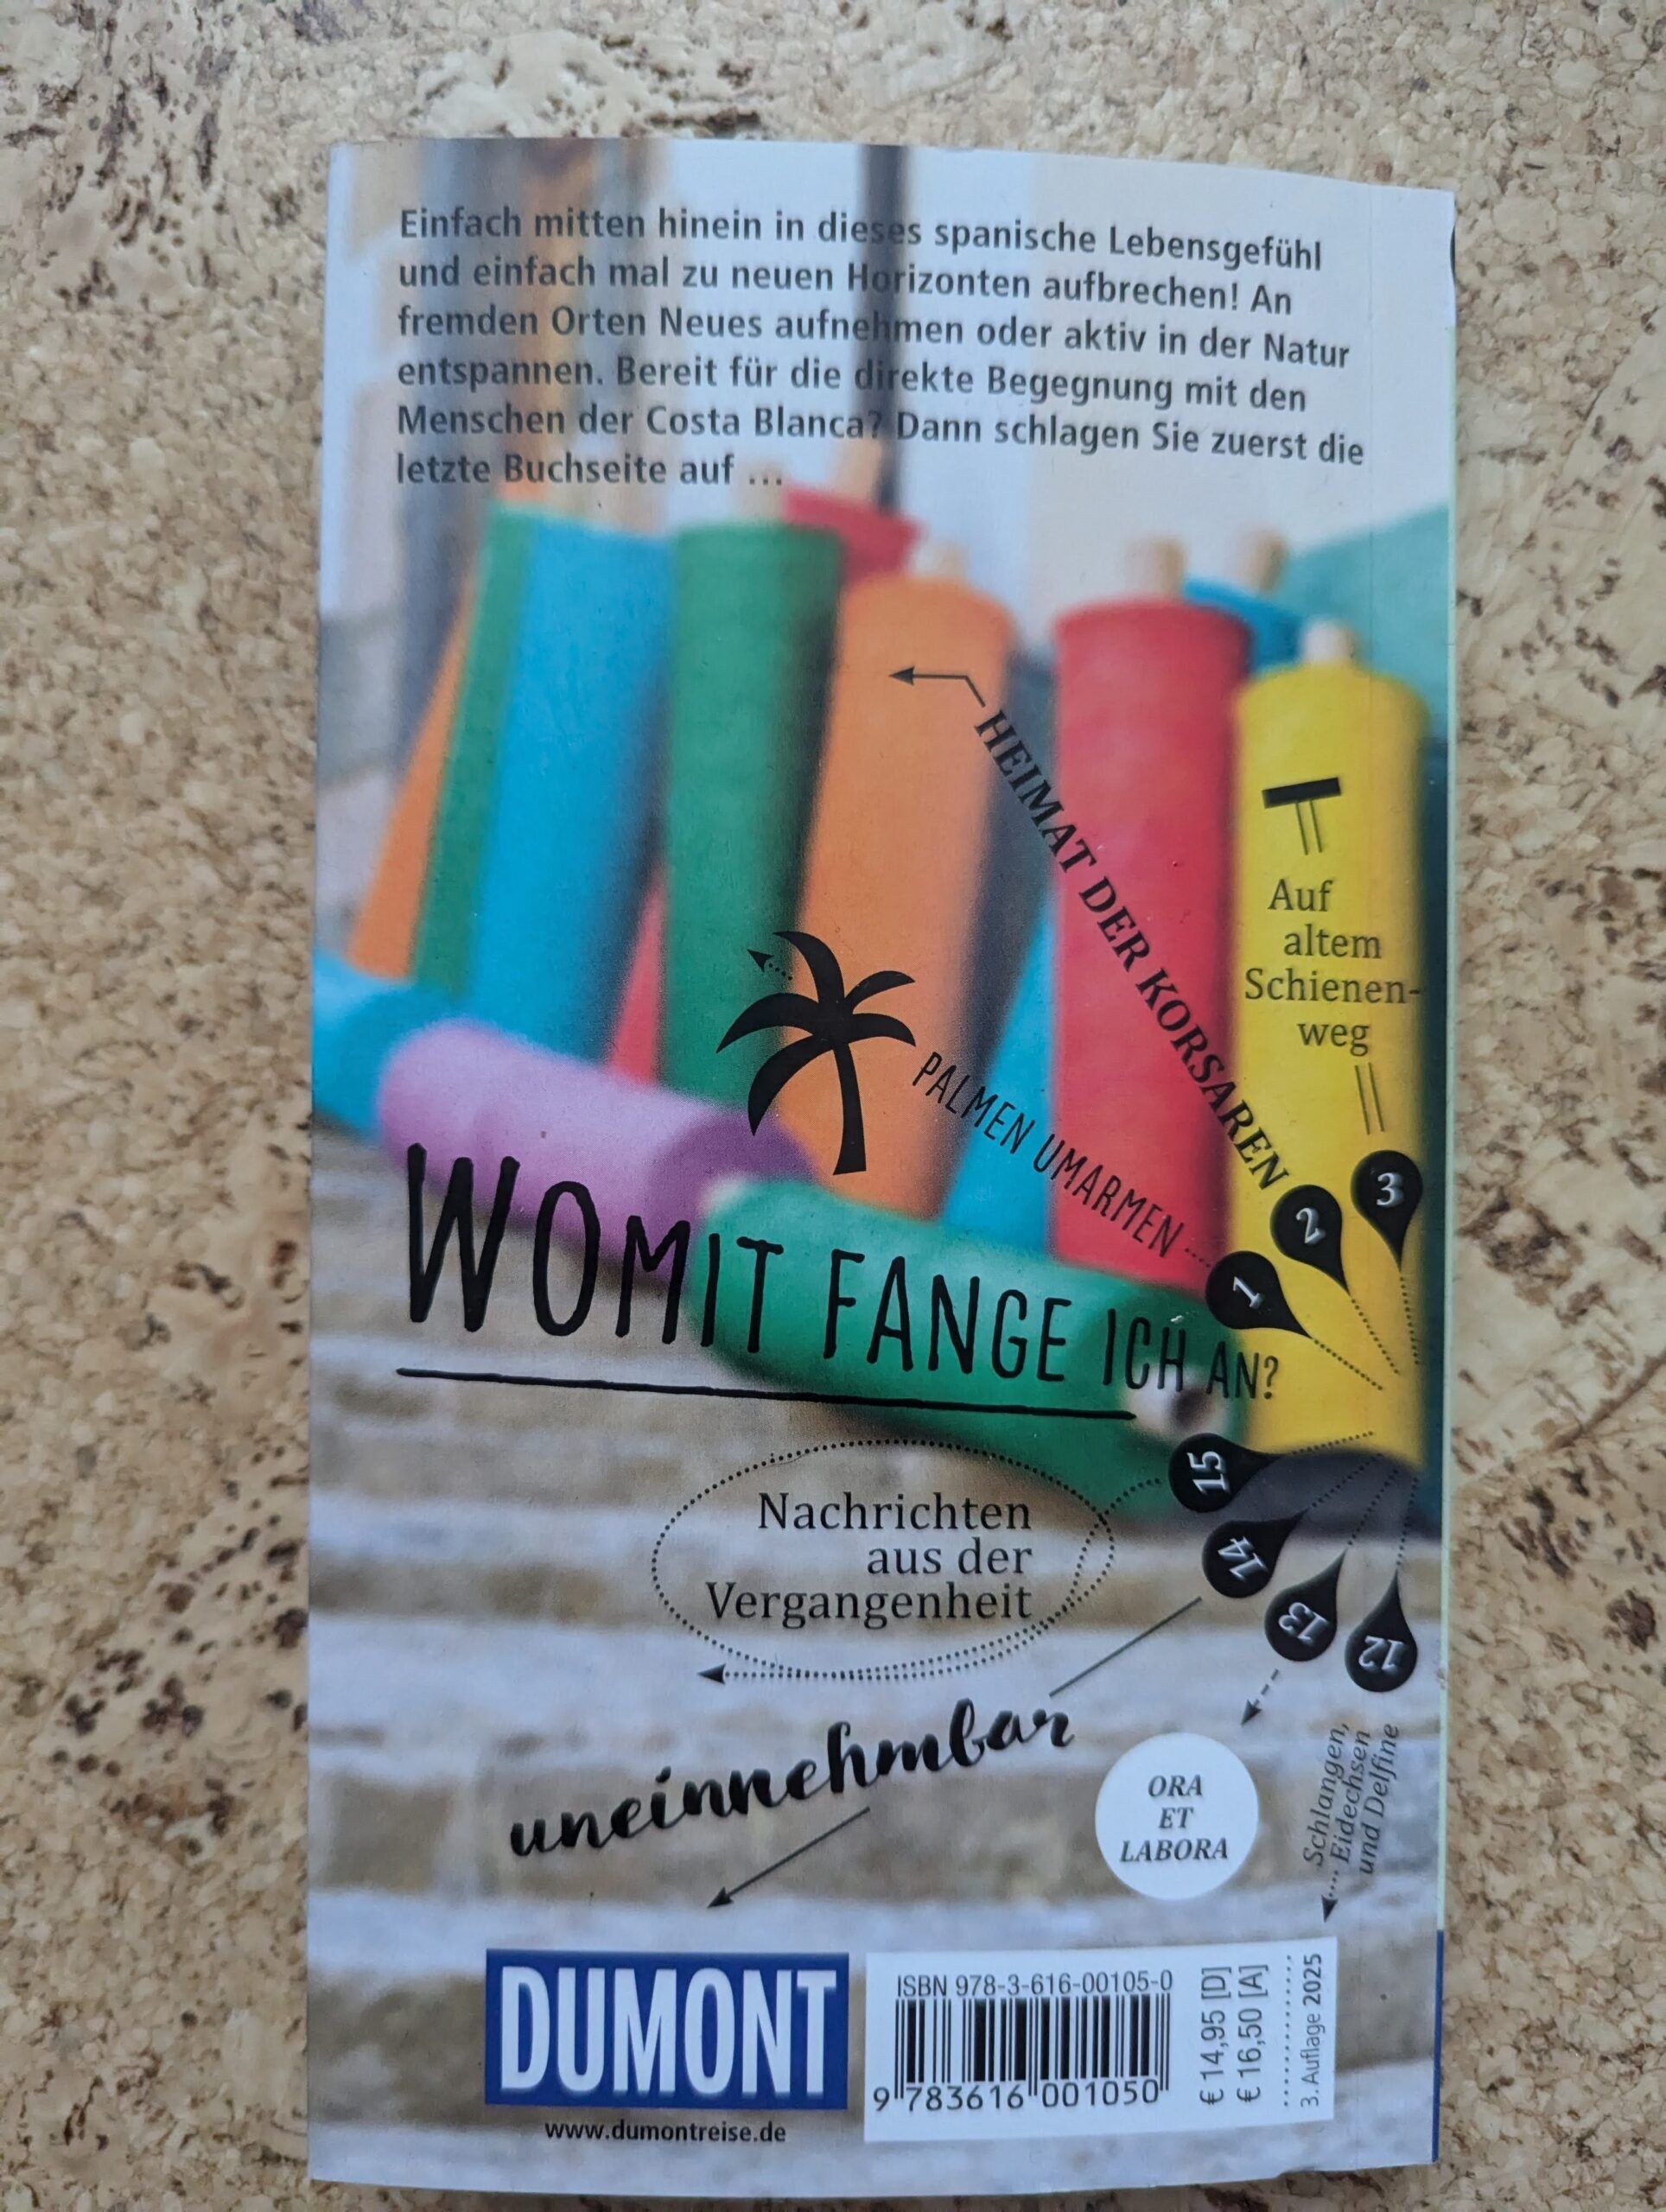 Einfach mitten hinein in dieses spanische Lebensgefühl
und einfach mal zu neuen Horizonten aufbrechen! An
fremden Orten Neues aufnehmen oder aktiv in der Natur
entspannen. Bereit für die direkte Begegnung mit den
Menschen der Costa Blanca? Dann schlagen Sie zuerst die
letzte Buchseite auf ...
HEIMAT DER KORSAREN
2
Auf
altem
Schienen-
weg
3
PALMEN UMARMEN
1
WOMIT FANGE ICH AN?
15
Nachrichten
aus der
Vergangenheit
14
uneinnehmbar
13
ORA
ET
LABORA
12
Schlangen,
Eidechsen
und Delfine
DUMONT
www.dumontreise.de
ISBN 978-3-616-00105-0
9 783616 001050
€ 14,95 [D]
€ 16,50 [A]
3. Auflage 2025